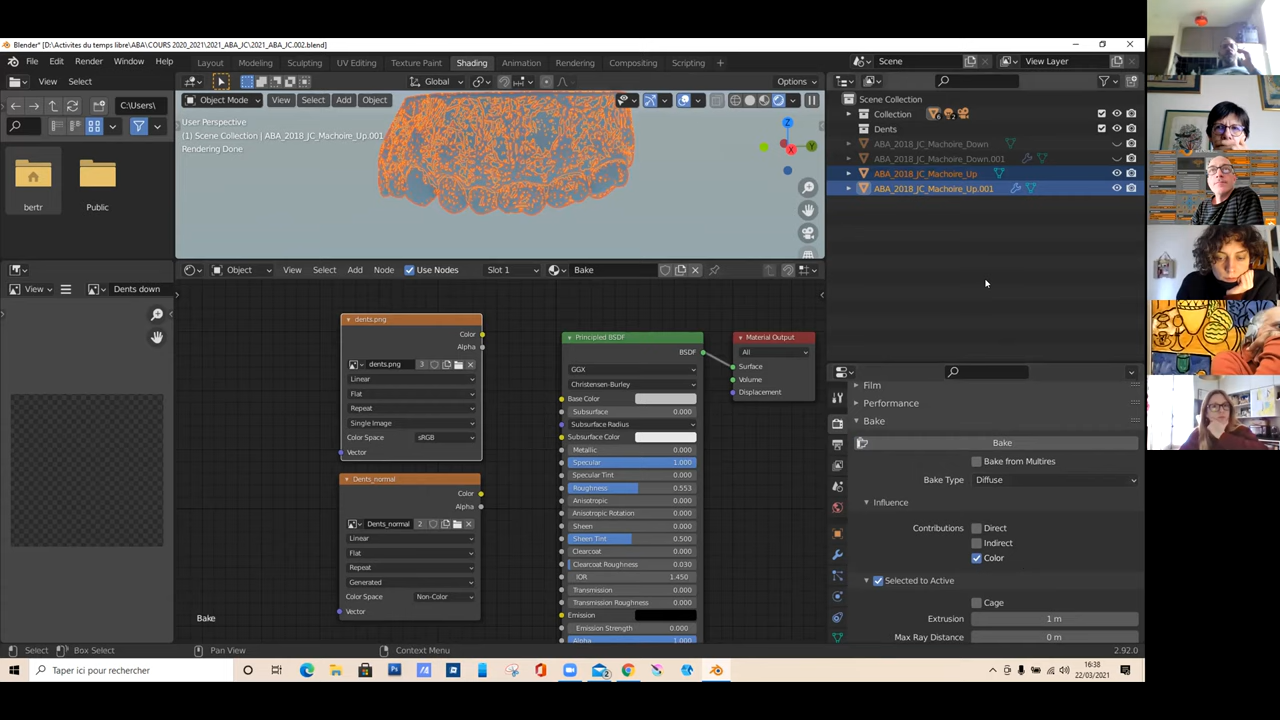 Blender* [D:\Activites du temps libre\ABA\COURS 2020_2021\2021_ABA_JC\2021_ABA_JC.002.blend]
File Edit Render Window Help Layout Modeling Sculpting UV Editing Texture Paint Shading Animation Rendering Compositing Scripting + Scene View Layer
View Select Global Options
Object Mode View Select Add Object
C:\Users\
User Perspective
(1) Scene Collection | ABA_2018_JC_Machoire_Up.001
Rendering Done
Z
Y
X
bertr Public
Scene Collection
Collection
Dents
ABA_2018_JC_Machoire_Down
ABA_2018_JC_Machoire_Down.001
ABA_2018_JC_Machoire_Up
ABA_2018_JC_Machoire_Up.001
Object View Select Add Node Use Nodes Slot 1 Bake
View Dents down
dents.png
Color
Alpha
dents.png 3
Linear
Flat
Repeat
Single Image
Color Space sRGB
Vector
Dents_normal
Color
Alpha
Dents_normal 2
Linear
Flat
Repeat
Generated
Color Space Non-Color
Vector
Bake
Principled BSDF
BSDF
GGX
Christensen-Burley
Base Color
Subsurface 0.000
Subsurface Radius
Subsurface Color
Metallic 0.000
Specular 1.000
Specular Tint 0.000
Roughness 0.553
Anisotropic 0.000
Anisotropic Rotation 0.000
Sheen 0.000
Sheen Tint 0.500
Clearcoat 0.000
Clearcoat Roughness 0.030
IOR 1.450
Transmission 0.000
Transmission Roughness 0.000
Emission
Emission Strength 0.000
Alpha 1.000
Material Output
All
Surface
Volume
Displacement
Film
Performance
Bake
Bake
Bake from Multires
Bake Type Diffuse
Influence
Contributions Direct
Indirect
Color
Selected to Active
Cage
Extrusion 1 m
Max Ray Distance 0 m
Select Box Select Pan View Context Menu 2.92.0
Taper ici pour rechercher
16:38
22/03/2021